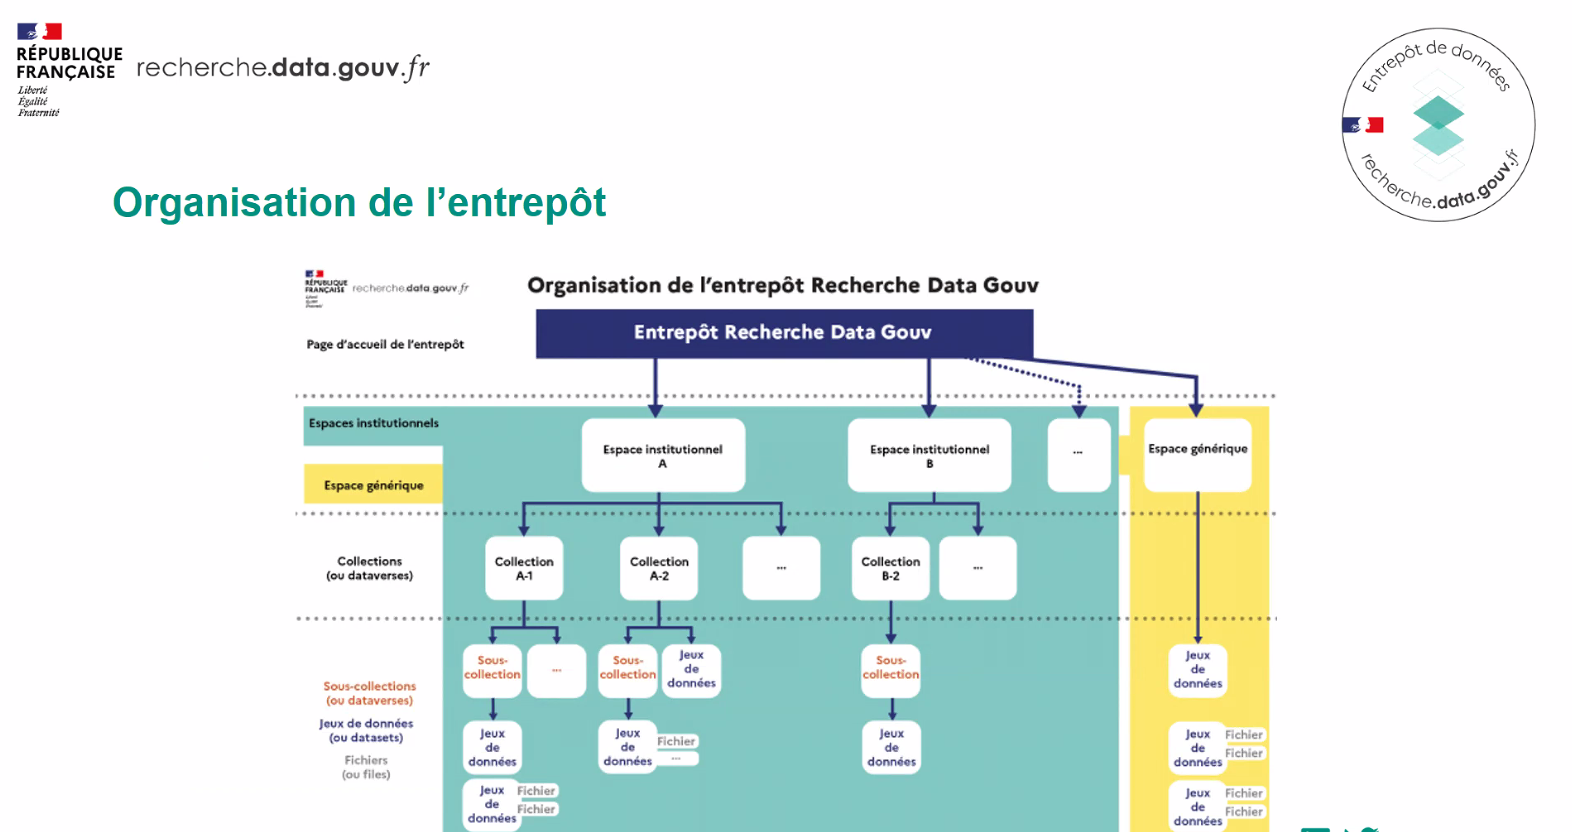 RÉPUBLIQUE
FRANÇAISE
Liberté
Égalité
Fraternité
recherche.data.gouv.fr
Entrepôt de données
recherche.data.gouv.fr
Organisation de l’entrepôt
RÉPUBLIQUE
FRANÇAISE
recherche.data.gouv.fr
Organisation de l’entrepôt Recherche Data Gouv
Entrepôt Recherche Data Gouv
Page d’accueil de l’entrepôt
Espaces institutionnels
Espace générique
Espace institutionnel
A
Espace institutionnel
B
...
Espace générique
Collections
(ou dataverses)
Collection
A-1
Collection
A-2
...
Collection
B-2
...
Sous-collections
(ou dataverses)
Jeux de données
(ou datasets)
Fichiers
(ou files)
Sous-
collection
...
Sous-
collection
Jeux
de
données
Sous-
collection
Jeux
de
données
Jeux
de
données
Jeux
de
données
Fichier
...
Jeux
de
données
Jeux
de
données
Fichier
Fichier
Jeux
de
données
Fichier
Fichier
Jeux
de
données
Fichier
Fichier